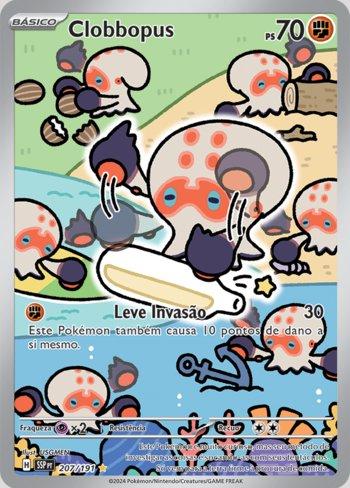 BÁSICO
Clobbopus
PS 70
Leve Invasão 30
Este Pokémon também causa 10 pontos de dano a
si mesmo.
Fraqueza ×2 Resistência Recuo
Ilust. USGMEN
H SSP PT 207/191
Este Pokémon é muito curioso, mas seu método de
investigar as coisas é
Só vem para a terra firme à procura de comida.
©2024 Pokémon/Nintendo/Creatures/GAME FREAK